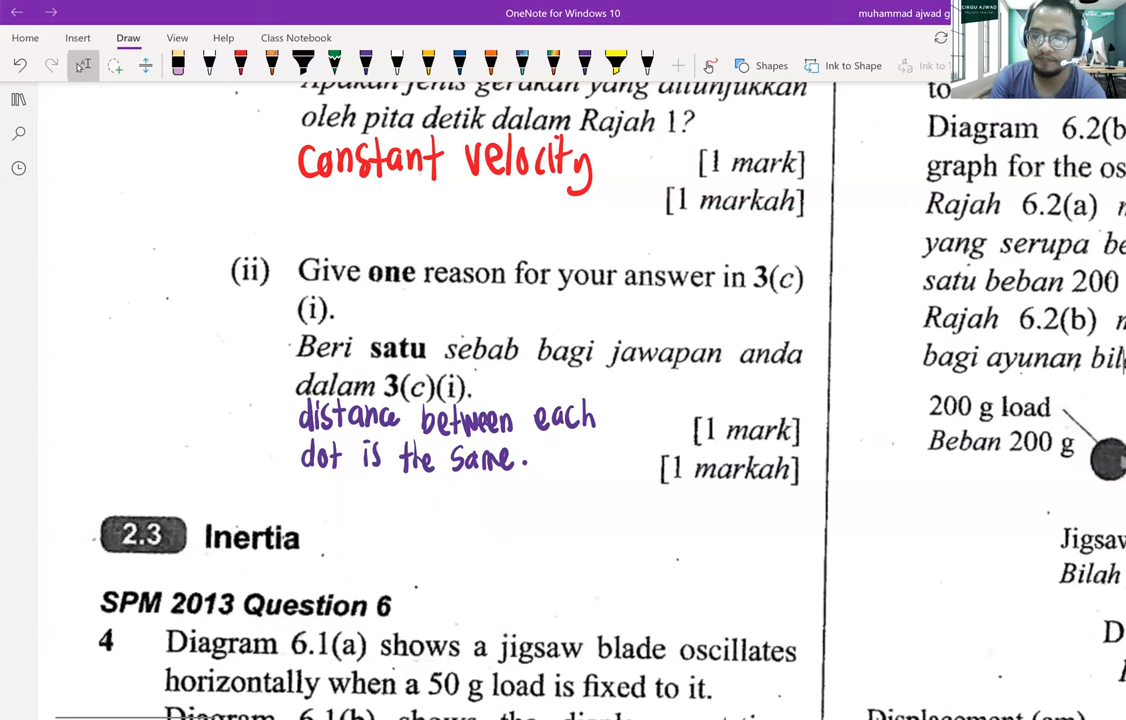 OneNote for Windows 10
muhammad ajwad g
CIKGU AJWAD
Home Insert Draw View Help Class Notebook
Shapes Ink to Shape Ink to
oleh pita detik dalam Rajah 1?
constant velocity
[1 mark]
[1 markah]
(ii) Give one reason for your answer in 3(c)
(i).
Beri satu sebab bagi jawapan anda
dalam 3(c)(i).
distance between each
dot is the same.
[1 mark]
[1 markah]
2.3 Inertia
SPM 2013 Question 6
4 Diagram 6.1(a) shows a jigsaw blade oscillates
horizontally when a 50 g load is fixed to it.
to
Diagram 6.2(b
graph for the os
Rajah 6.2(a)
yang serupa be
satu beban 200
Rajah 6.2(b)
bagi ayunan bil
200 g load
Beban 200 g
Jigsaw
Bilah
D